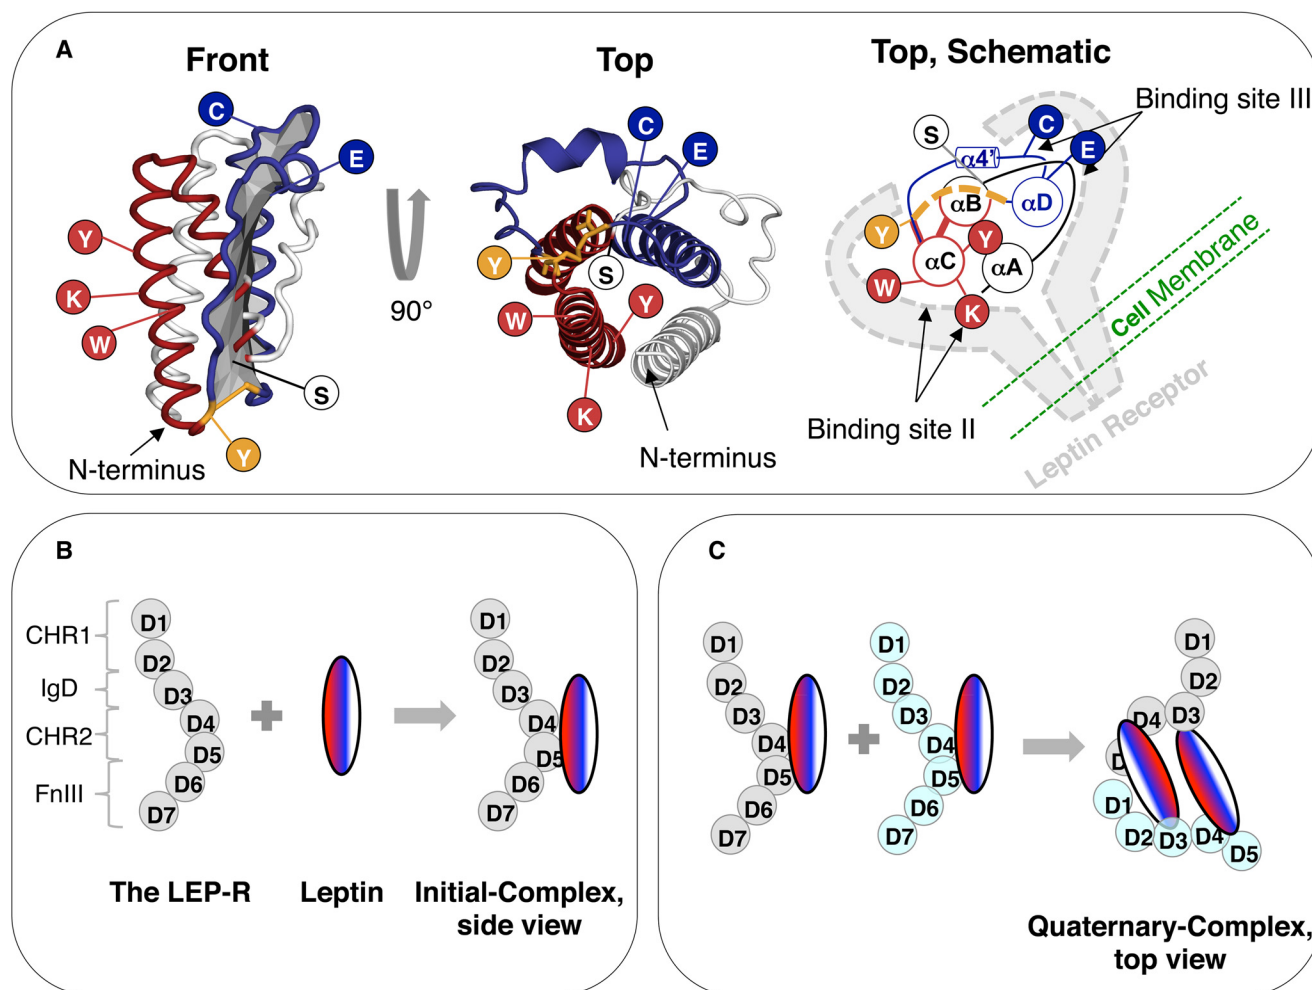 A
Front
C
E
Y
K
W
S
Y
N-terminus
90°
Top
C
E
Y
S
W
Y
K
N-terminus
Top, Schematic
Binding site III
S
C
E
α4'
αB
αD
Y
Y
αC
αA
W
K
Binding site II
Cell Membrane
Leptin Receptor
B
CHR1
IgD
CHR2
FnIII
D1
D2
D3
D4
D5
D6
D7
D1
D2
D3
D4
D5
D6
D7
The LEP-R
Leptin
Initial-Complex,
side view
C
D1
D2
D3
D4
D5
D6
D7
D1
D2
D3
D4
D5
D6
D7
D1
D2
D3
D4
D
D1
D2
D3
D4
D5
Quaternary-Complex,
top view